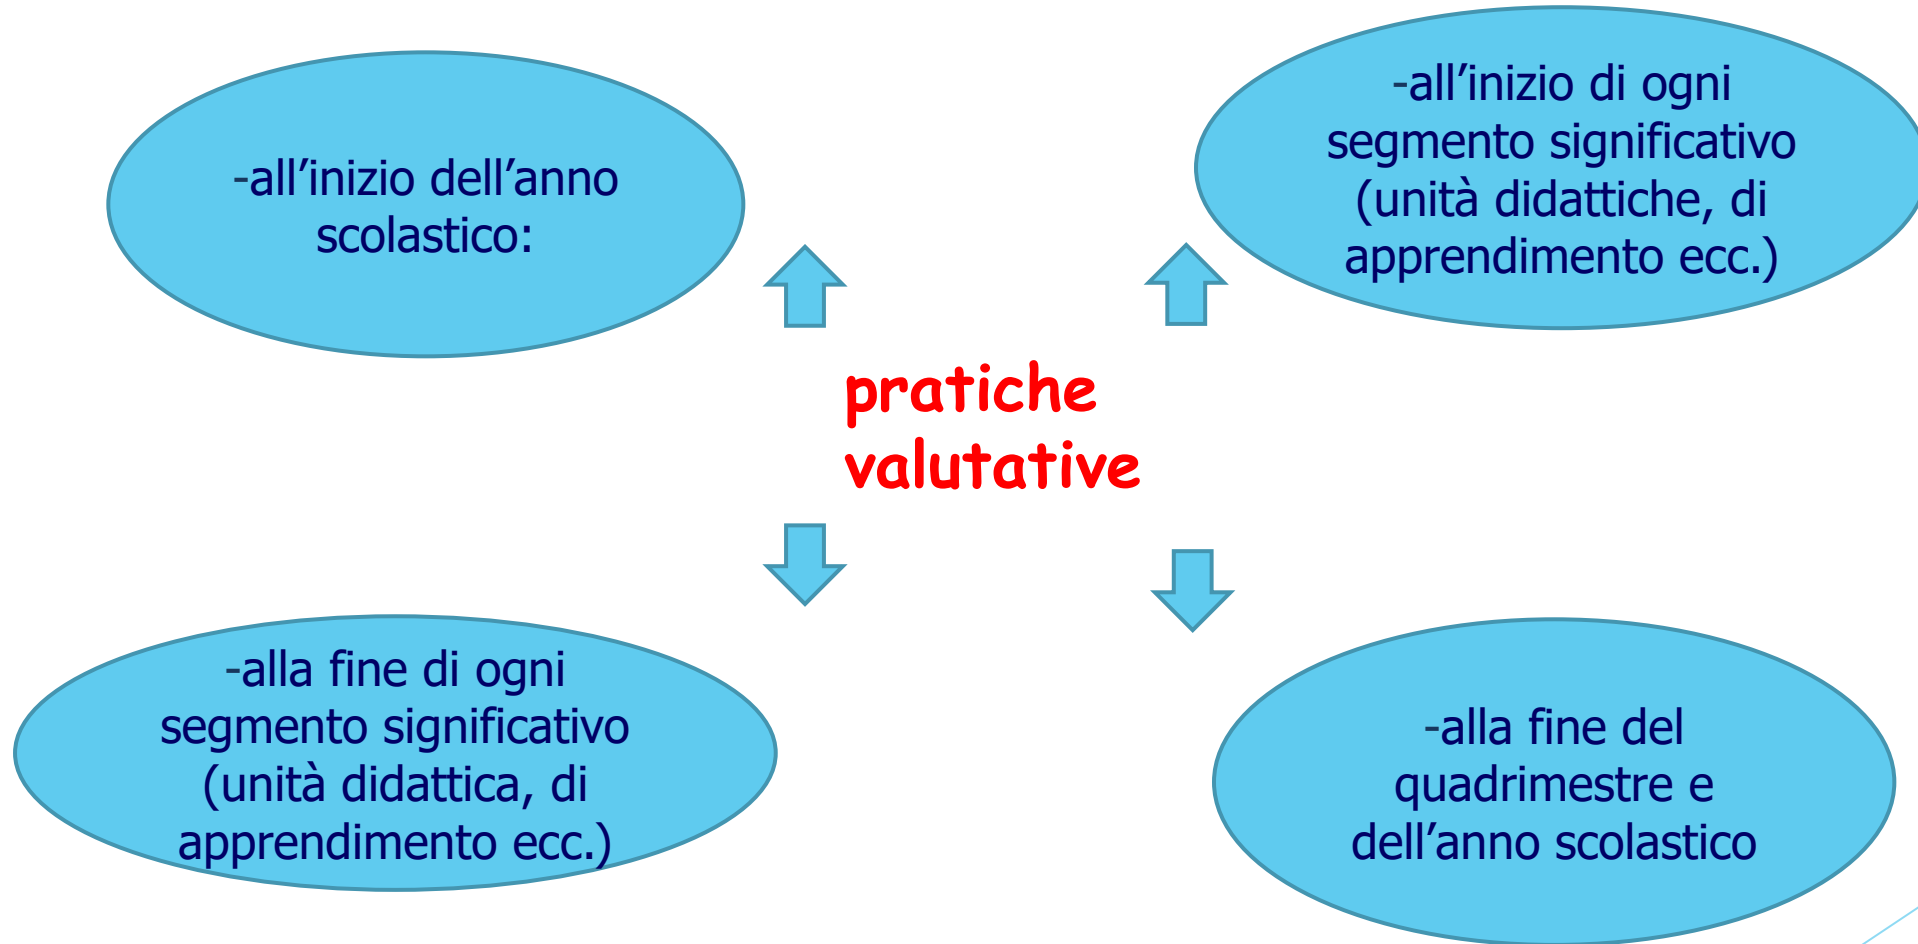 -all’inizio dell’anno
scolastico:
-all’inizio di ogni
segmento significativo
(unità didattiche, di
apprendimento ecc.)
pratiche
valutative
-alla fine di ogni
segmento significativo
(unità didattica, di
apprendimento ecc.)
-alla fine del
quadrimestre e
dell’anno scolastico